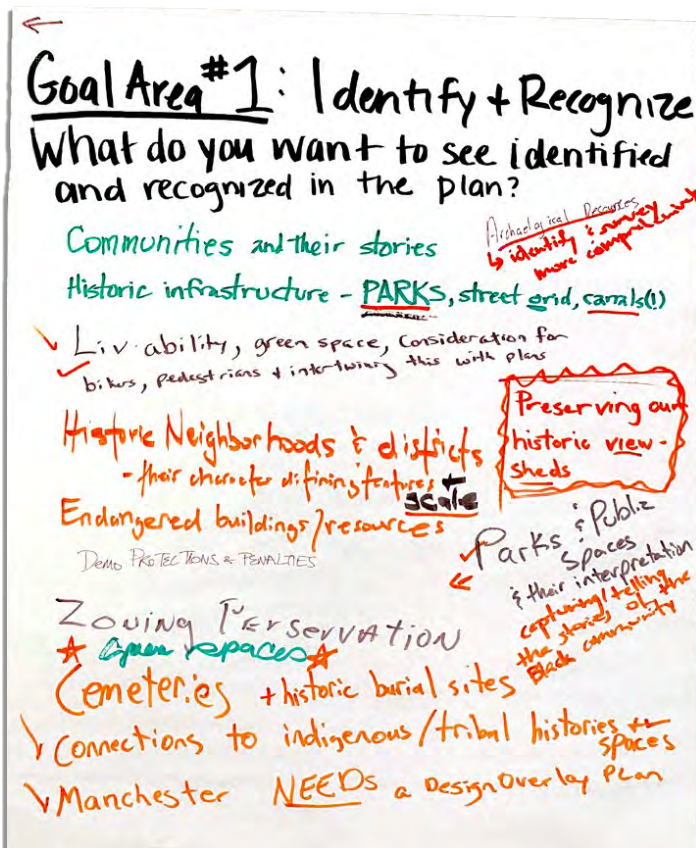 Goal Area #1: Identify + Recognize
What do you want to see identified
and recognized in the plan?
Archaelogical Resources
↳ identify & survey
more comprehensively
Communities and their stories
Historic infrastructure - PARKS, street grid, canals(!)
Livability, green space, consideration for
bikers, pedestrians & intertwining this with plans
Preserving our
historic view-
sheds
Historic Neighborhoods & districts
- their character defining features +
scale
Endangered buildings/resources
DEMO PROTECTIONS & PENALTIES
Parks & Public
Spaces
& their interpretation
capturing/telling
the stories of the
Black community
ZONING PERSERVATION
★ Green spaces ★
Cemeteries + historic burial sites
Connections to indigenous/tribal histories +
spaces
Manchester NEEDs a Design Overlay Plan